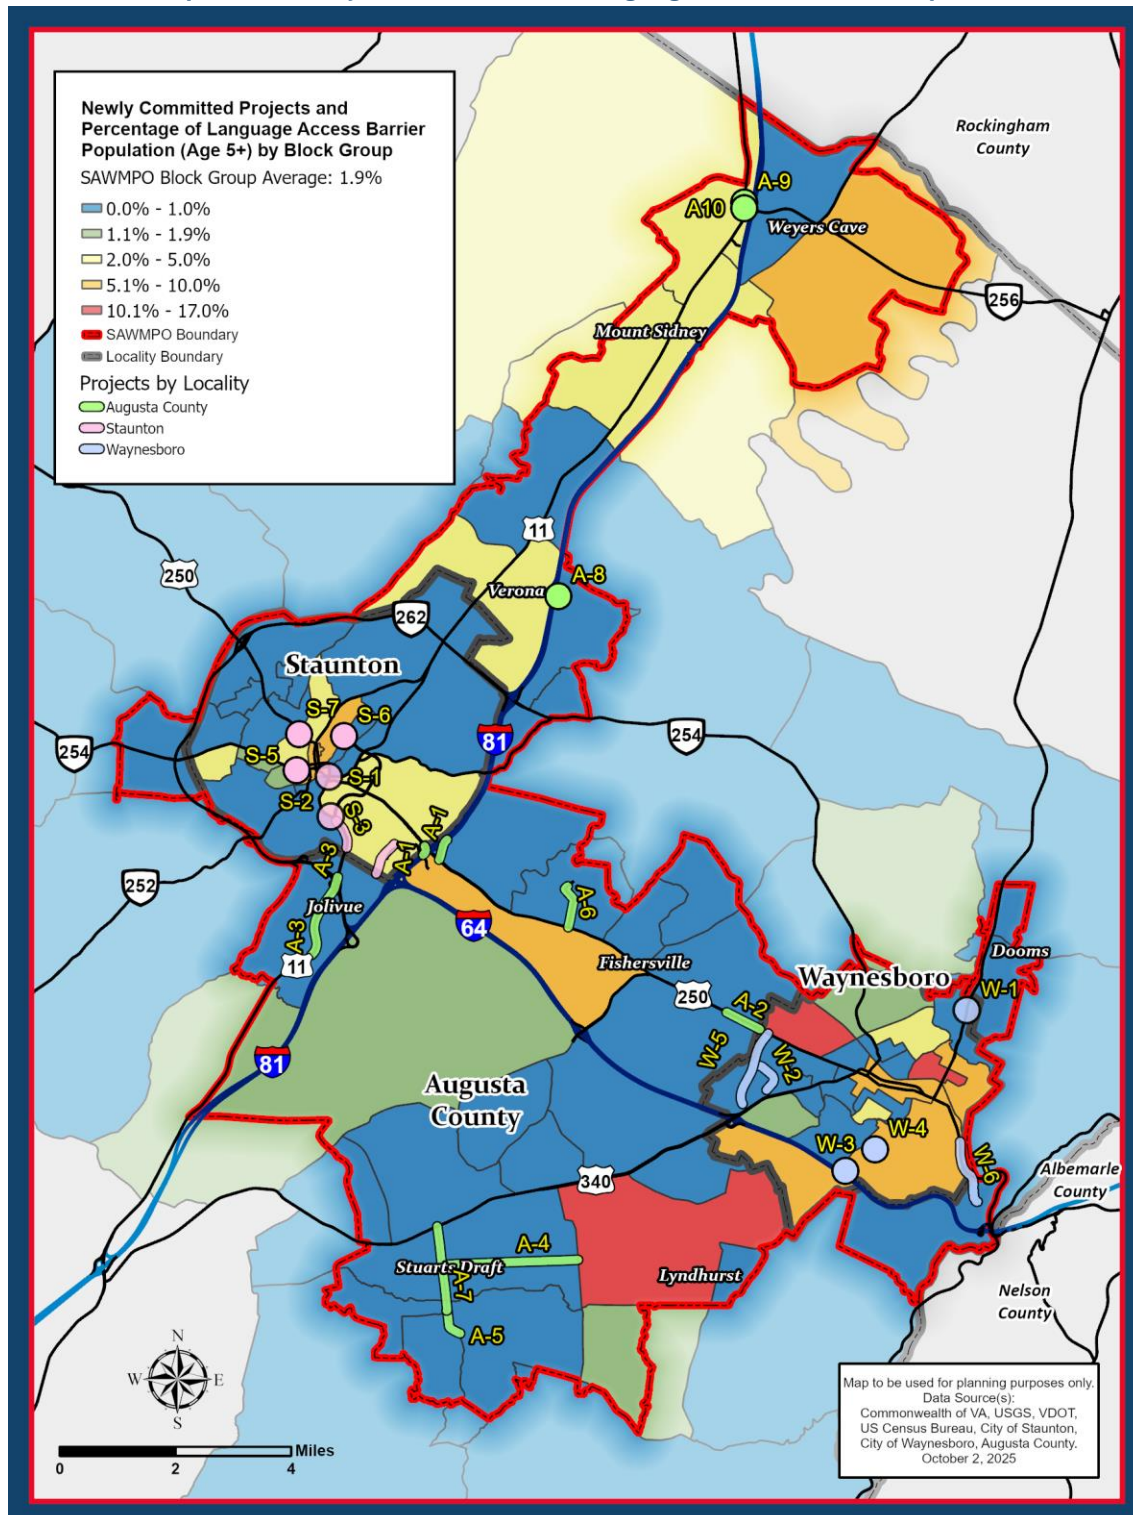 Newly Committed Projects and
Percentage of Language Access Barrier
Population (Age 5+) by Block Group
SAWMPO Block Group Average: 1.9%
0.0% - 1.0%
1.1% - 1.9%
2.0% - 5.0%
5.1% - 10.0%
10.1% - 17.0%
SAWMPO Boundary
Locality Boundary
Projects by Locality
Augusta County
Staunton
Waynesboro
Rockingham
County
A-9
A10
Weyers Cave
256
Mount Sidney
11
250
Verona
A-8
262
Staunton
S-7
S-6
254
81
254
S-5
S-1
S-2
S-3
A-1
A-1
A-3
252
Jolivue
A-6
64
A-3
11
Fishersville
Dooms
Waynesboro
250
A-2
W-1
W-5
W-2
81
Augusta
County
W-4
W-3
W-6
Albemarle
County
340
A-4
Stuarts Draft
A-7
Lyndhurst
Nelson
County
A-5
N
W
E
S
Miles
0
2
4
Map to be used for planning purposes only.
Data Source(s):
Commonwealth of VA, USGS, VDOT,
US Census Bureau, City of Staunton,
City of Waynesboro, Augusta County.
October 2, 2025